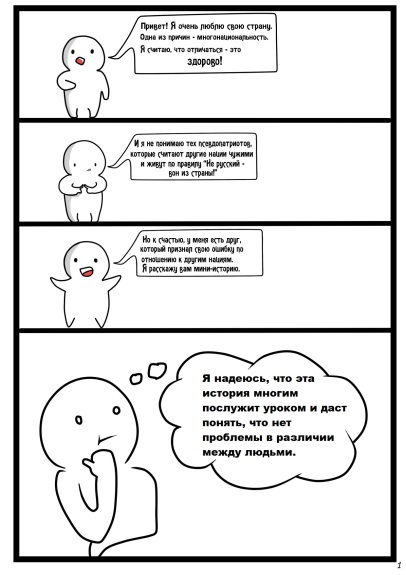 Привет! Я очень люблю свою страну.
Одна из причин - многонациональность.
Я считаю, что отличаться - это
здорово!
И я не понимаю тех псевдопатриотов,
которые считают другие нации чужими
и живут по правилу "Не русский -
вон из страны!"
Но к счастью, у меня есть друг,
который признал свою ошибку по
отношению к другим нациям.
Я расскажу вам мини-историю.
Я надеюсь, что эта
история многим
послужит уроком и даст
понять, что нет
проблемы в различии
между людьми.
1